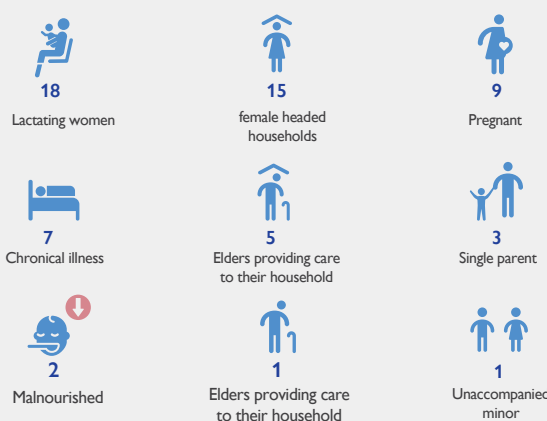 18
Lactating women
15
female headed
households
9
Pregnant
7
Chronical illness
5
Elders providing care
to their household
3
Single parent
2
Malnourished
1
Elders providing care
to their household
1
Unaccompanied
minor